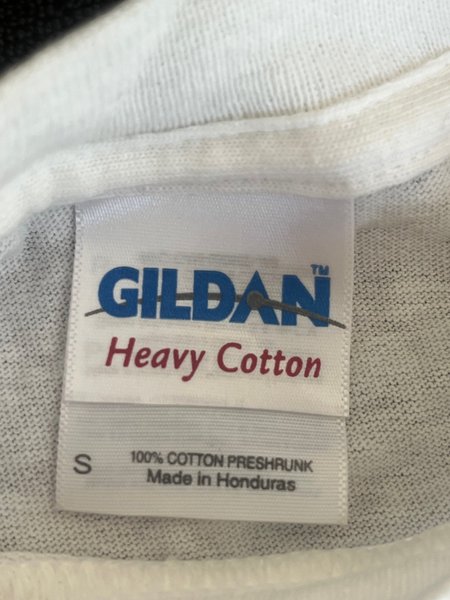 GILDAN™
Heavy Cotton
S
100% COTTON PRESHRUNK
Made in Honduras